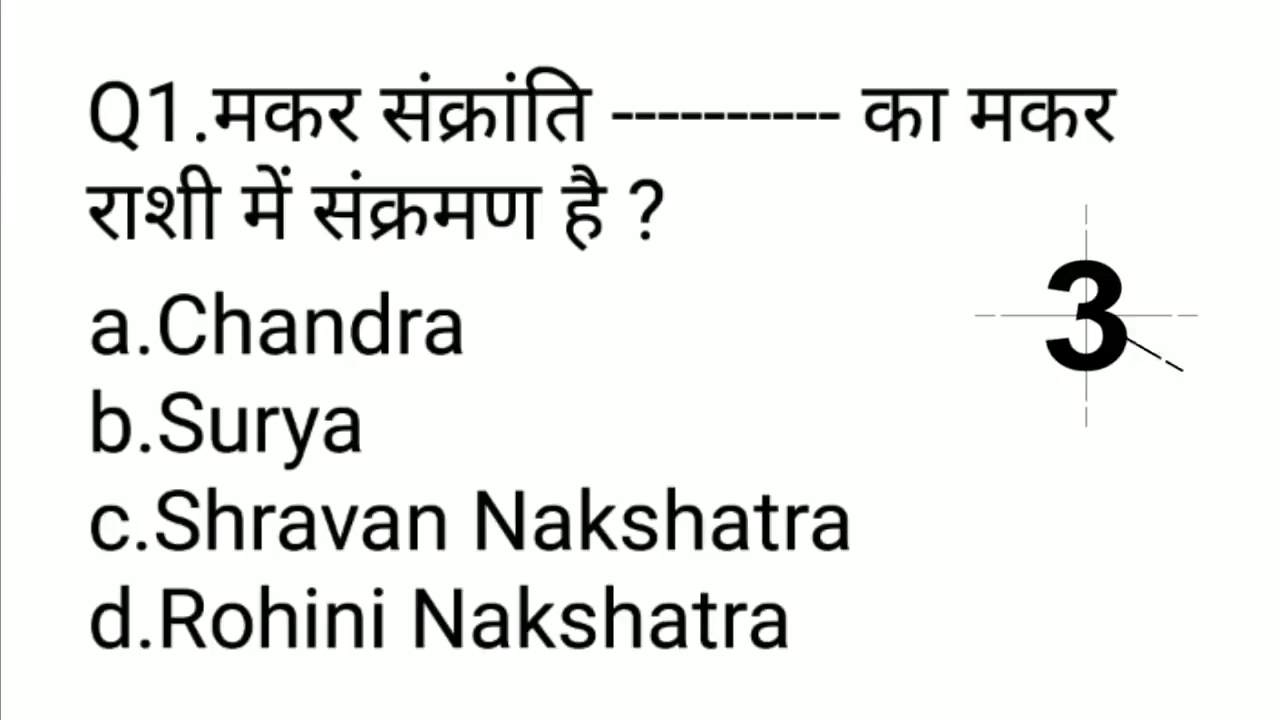 Q1.मकर संक्रांति ---------- का मकर
राशी में संक्रमण है ?
a.Chandra
3
b.Surya
c.Shravan Nakshatra
d.Rohini Nakshatra